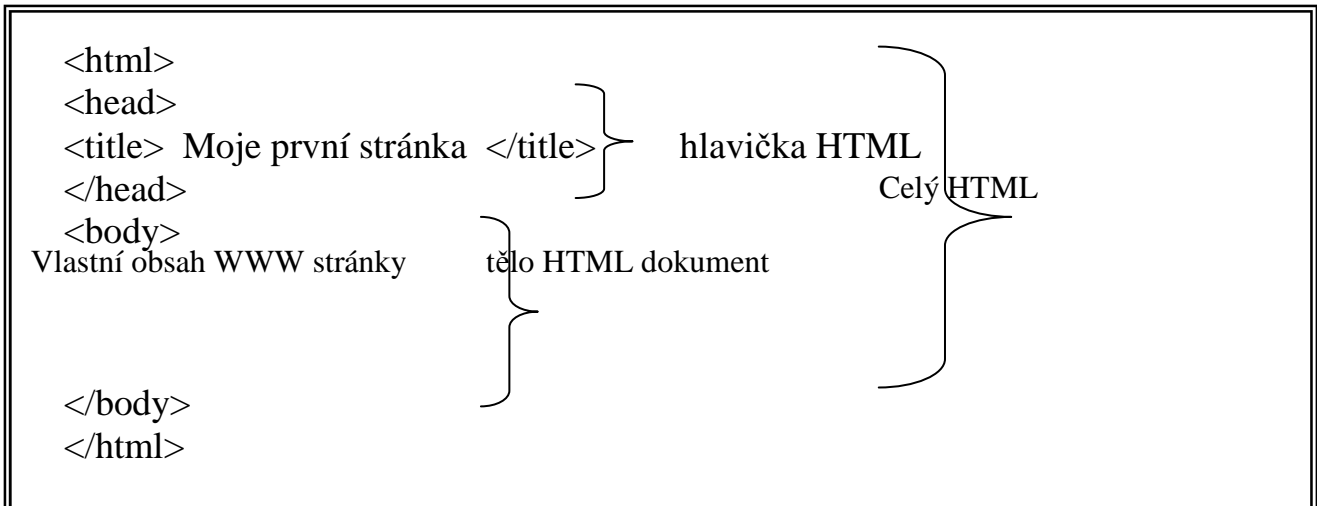 <html>
<head>
<title>  Moje první stránka  </title> hlavička HTML
</head> Celý HTML
<body>
Vlastní obsah WWW stránky tělo HTML dokument
</body>
</html>